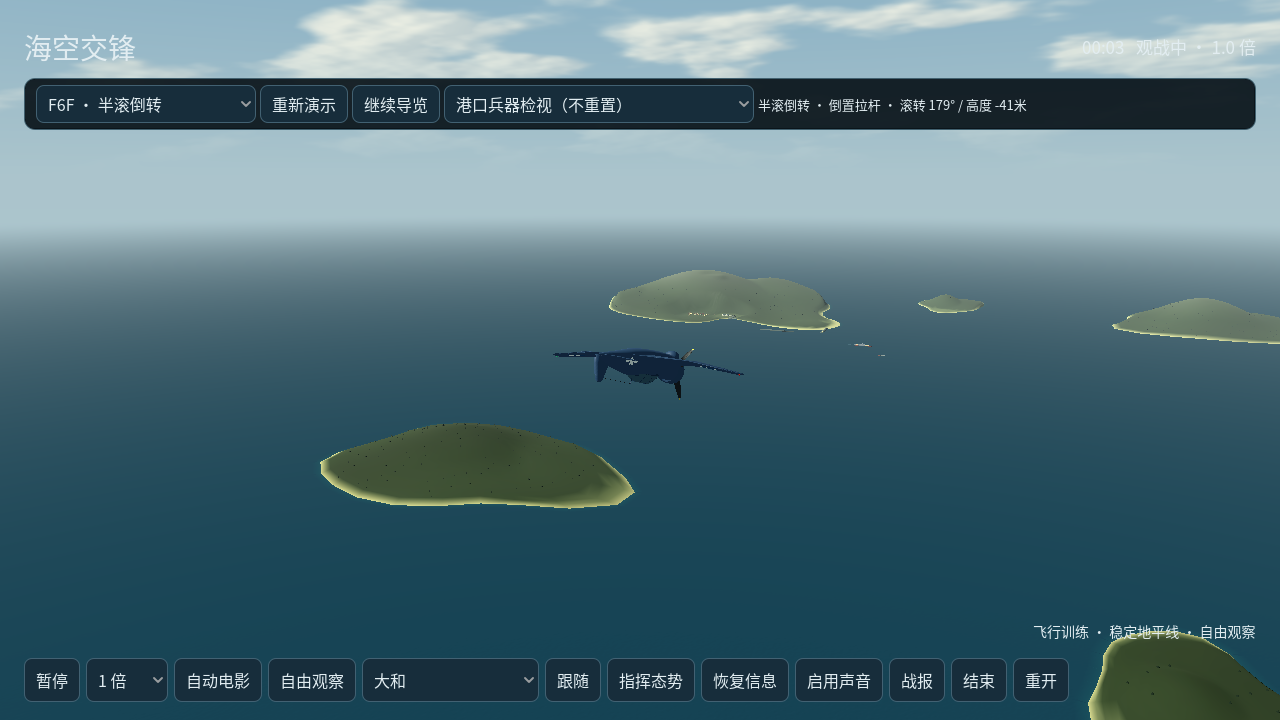 海空交锋
00:03 观战中 · 1.0 倍
F6F · 半滚倒转 重新演示 继续导览 港口兵器检视（不重置） 半滚倒转 · 倒置拉杆 · 滚转 179° / 高度 -41米
飞行训练 · 稳定地平线 · 自由观察
暂停 1 倍 自动电影 自由观察 大和 跟随 指挥态势 恢复信息 启用声音 战报 结束 重开